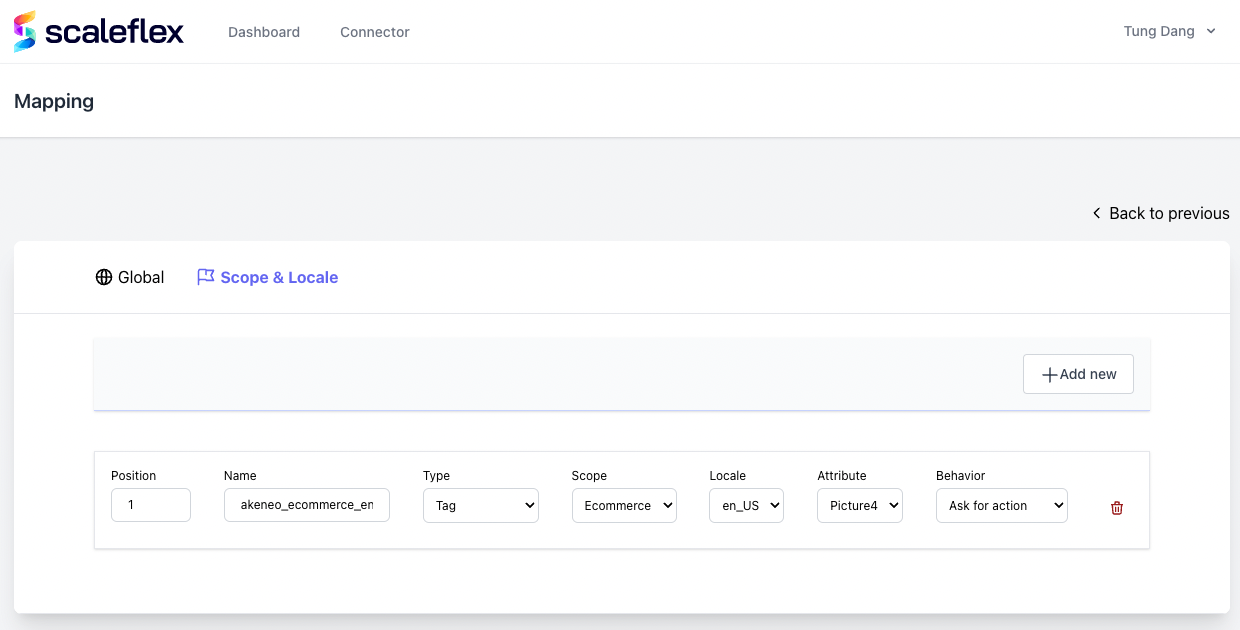 scaleflex Dashboard Connector Tung Dang
Mapping
Back to previous
Global Scope & Locale
Add new
Position Name Type Scope Locale Attribute Behavior
1 akeneo_ecommerce_en Tag Ecommerce en_US Picture4 Ask for action